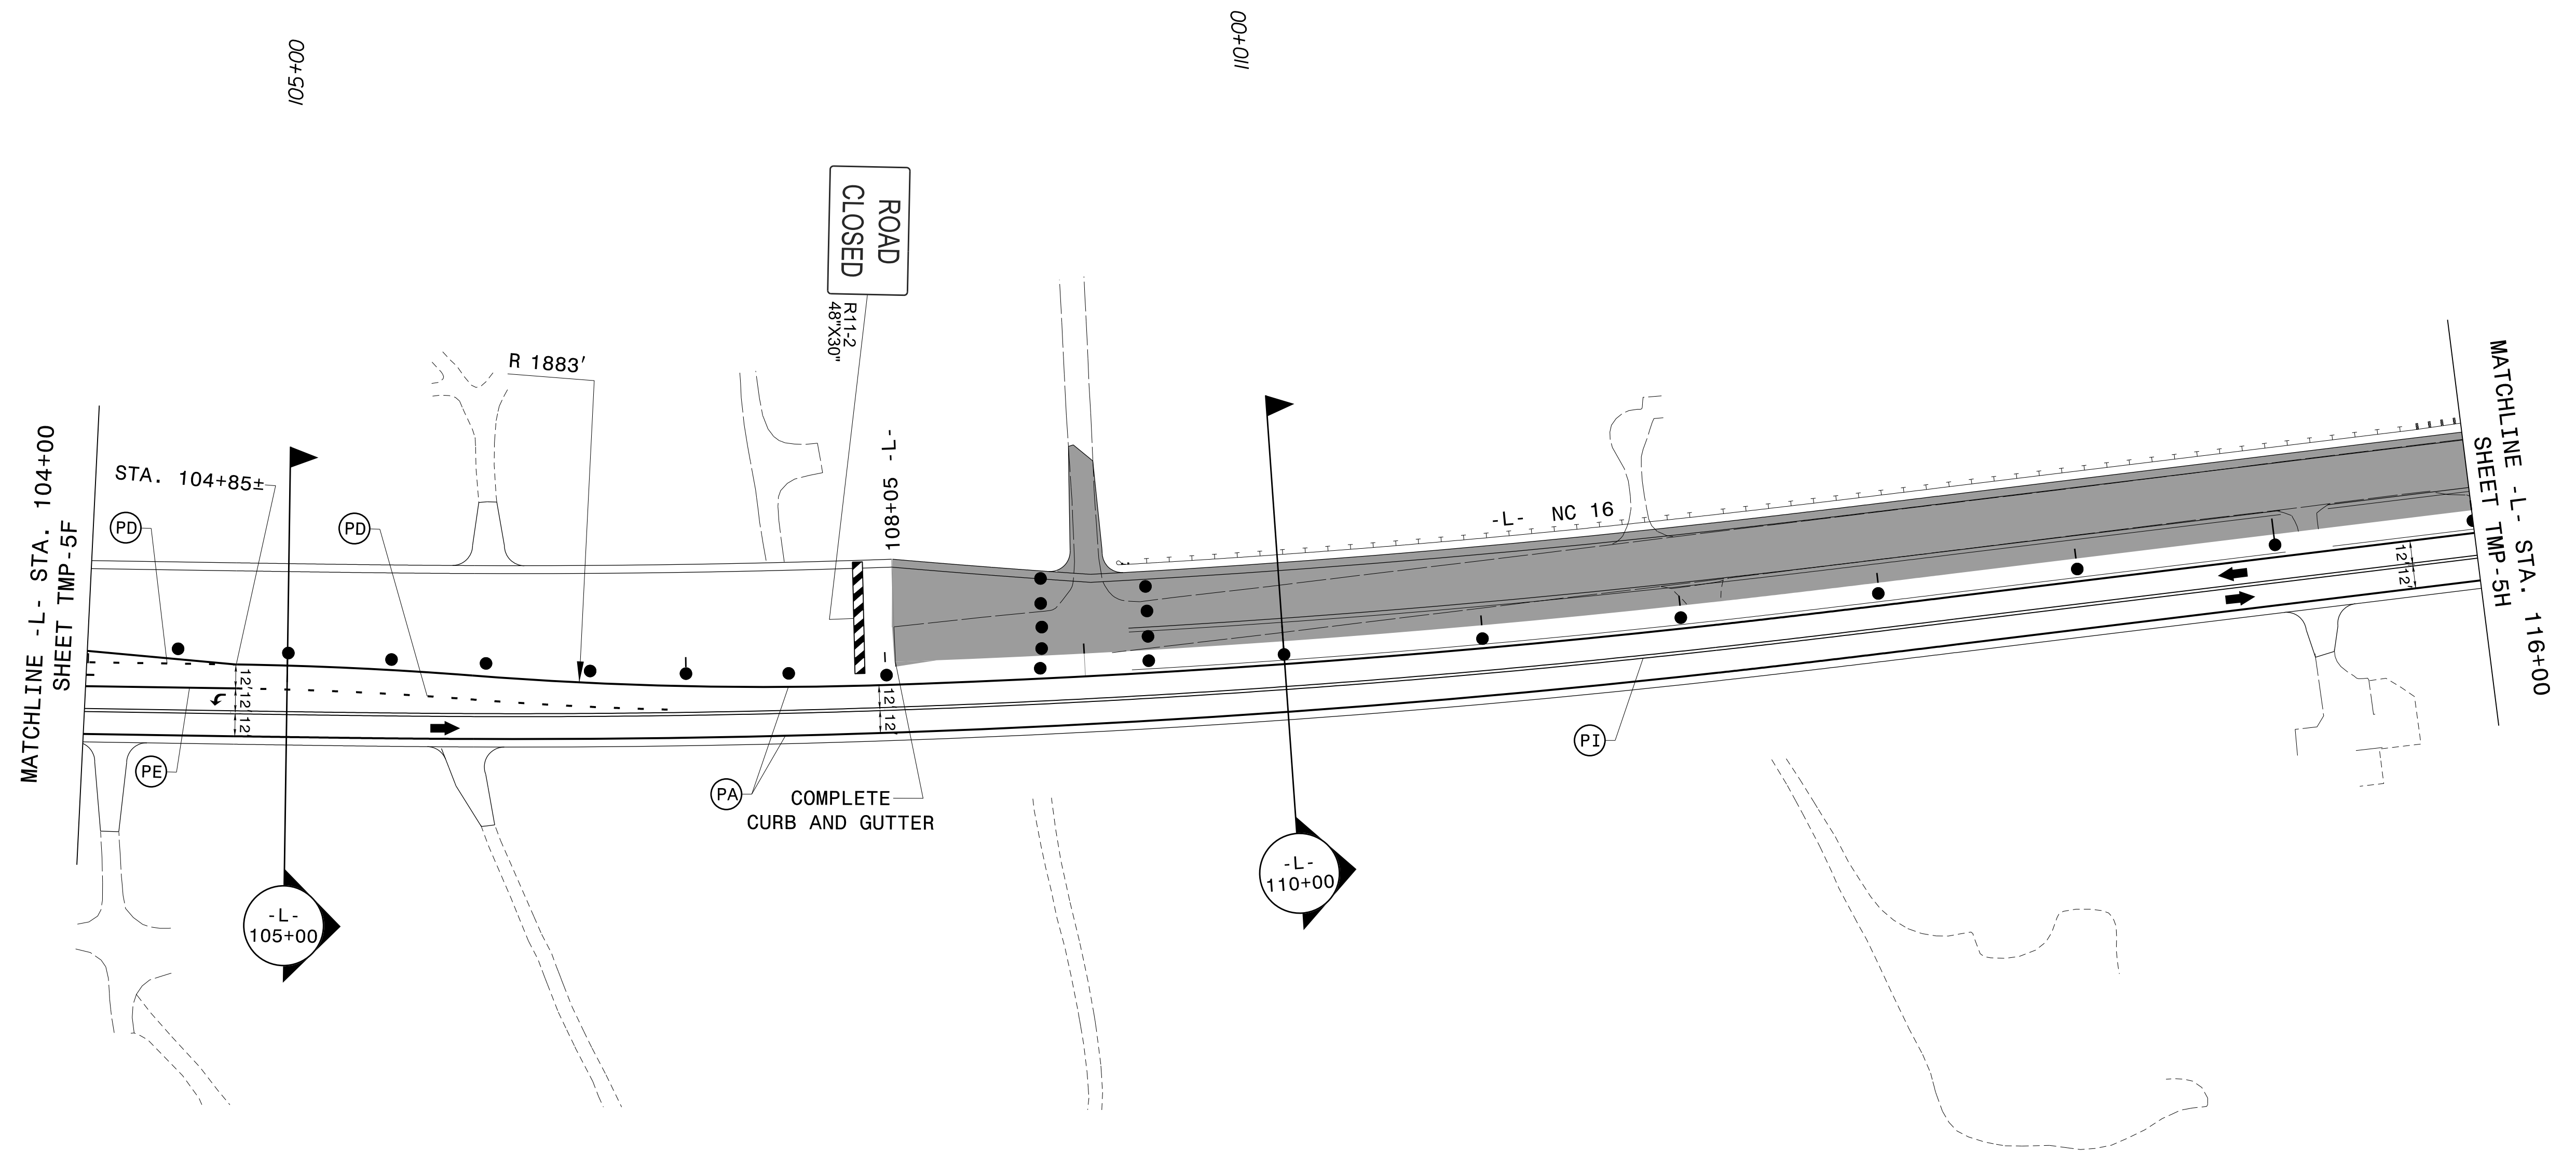 105+00
110+00
ROAD
CLOSED
R11-2
48"X30"
R 1883'
MATCHLINE -L- STA. 104+00
SHEET TMP-5F
STA. 104+85±
PD
PD
-L- 108+05
-L- NC 16
MATCHLINE -L- STA. 116+00
SHEET TMP-5H
12'
12'
12'
12'
12'
12'
12'
PE
PA
COMPLETE
CURB AND GUTTER
PI
-L-
105+00
-L-
110+00